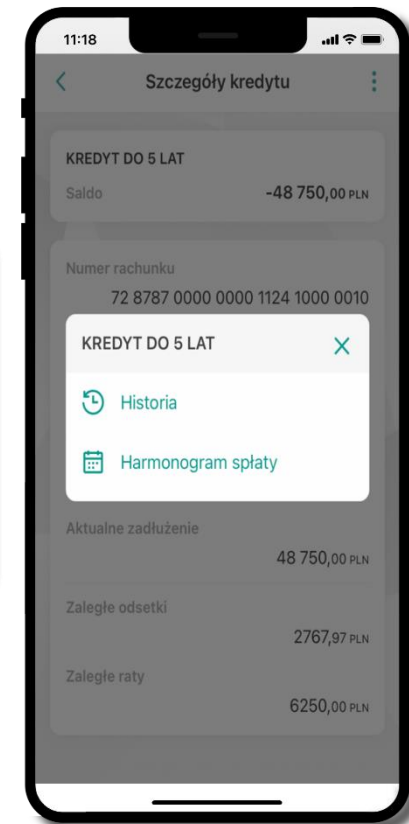 11:18
Szczegóły kredytu
KREDYT DO 5 LAT
Saldo -48 750,00 PLN
Numer rachunku
72 8787 0000 0000 1124 1000 0010
KREDYT DO 5 LAT
Historia
Harmonogram spłaty
Aktualne zadłużenie
48 750,00 PLN
Zaległe odsetki
2767,97 PLN
Zaległe raty
6250,00 PLN